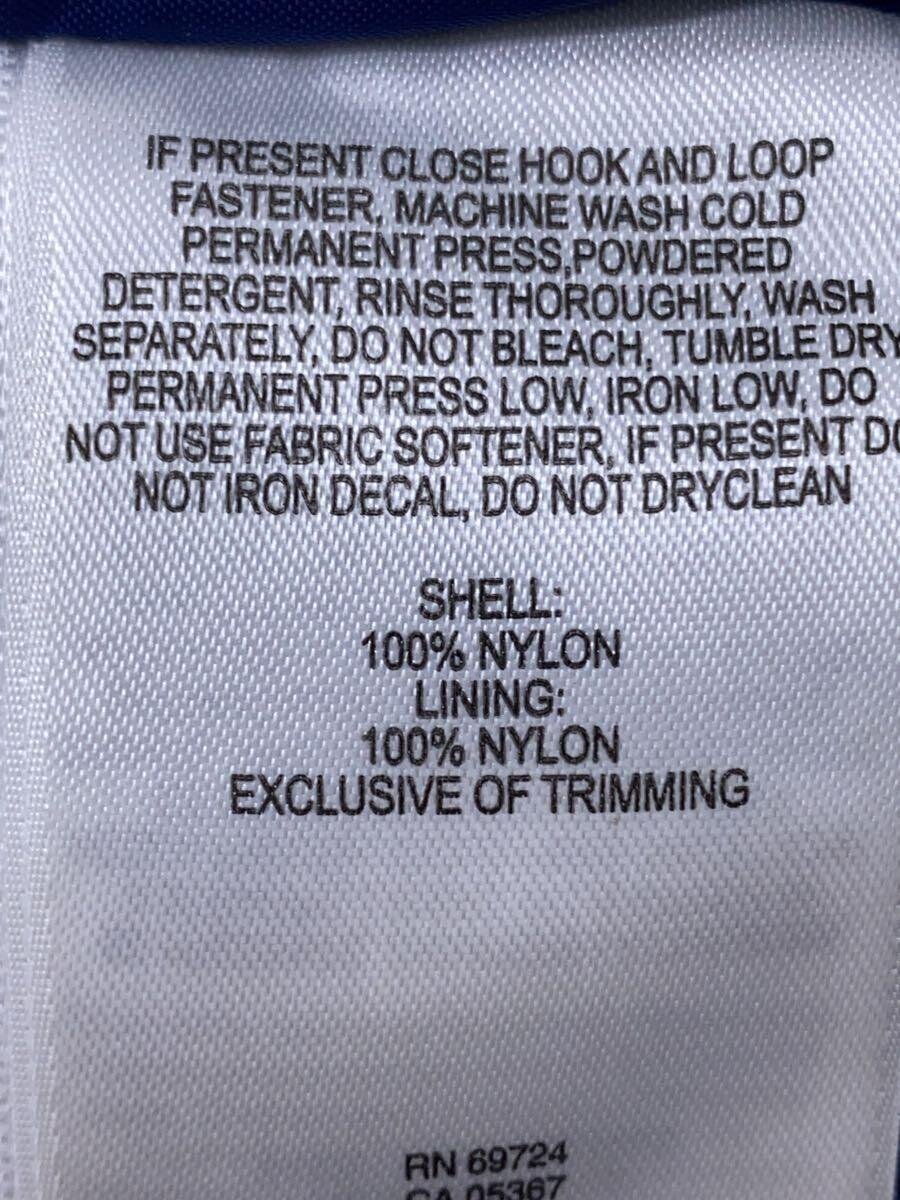 IF PRESENT CLOSE HOOK AND LOOP
FASTENER, MACHINE WASH COLD
PERMANENT PRESS,POWDERED
DETERGENT, RINSE THOROUGHLY, WASH
SEPARATELY, DO NOT BLEACH, TUMBLE DRY
PERMANENT PRESS LOW, IRON LOW, DO
NOT USE FABRIC SOFTENER, IF PRESENT DO
NOT IRON DECAL, DO NOT DRYCLEAN
SHELL:
100% NYLON
LINING:
100% NYLON
EXCLUSIVE OF TRIMMING
RN 69724
CA 05367